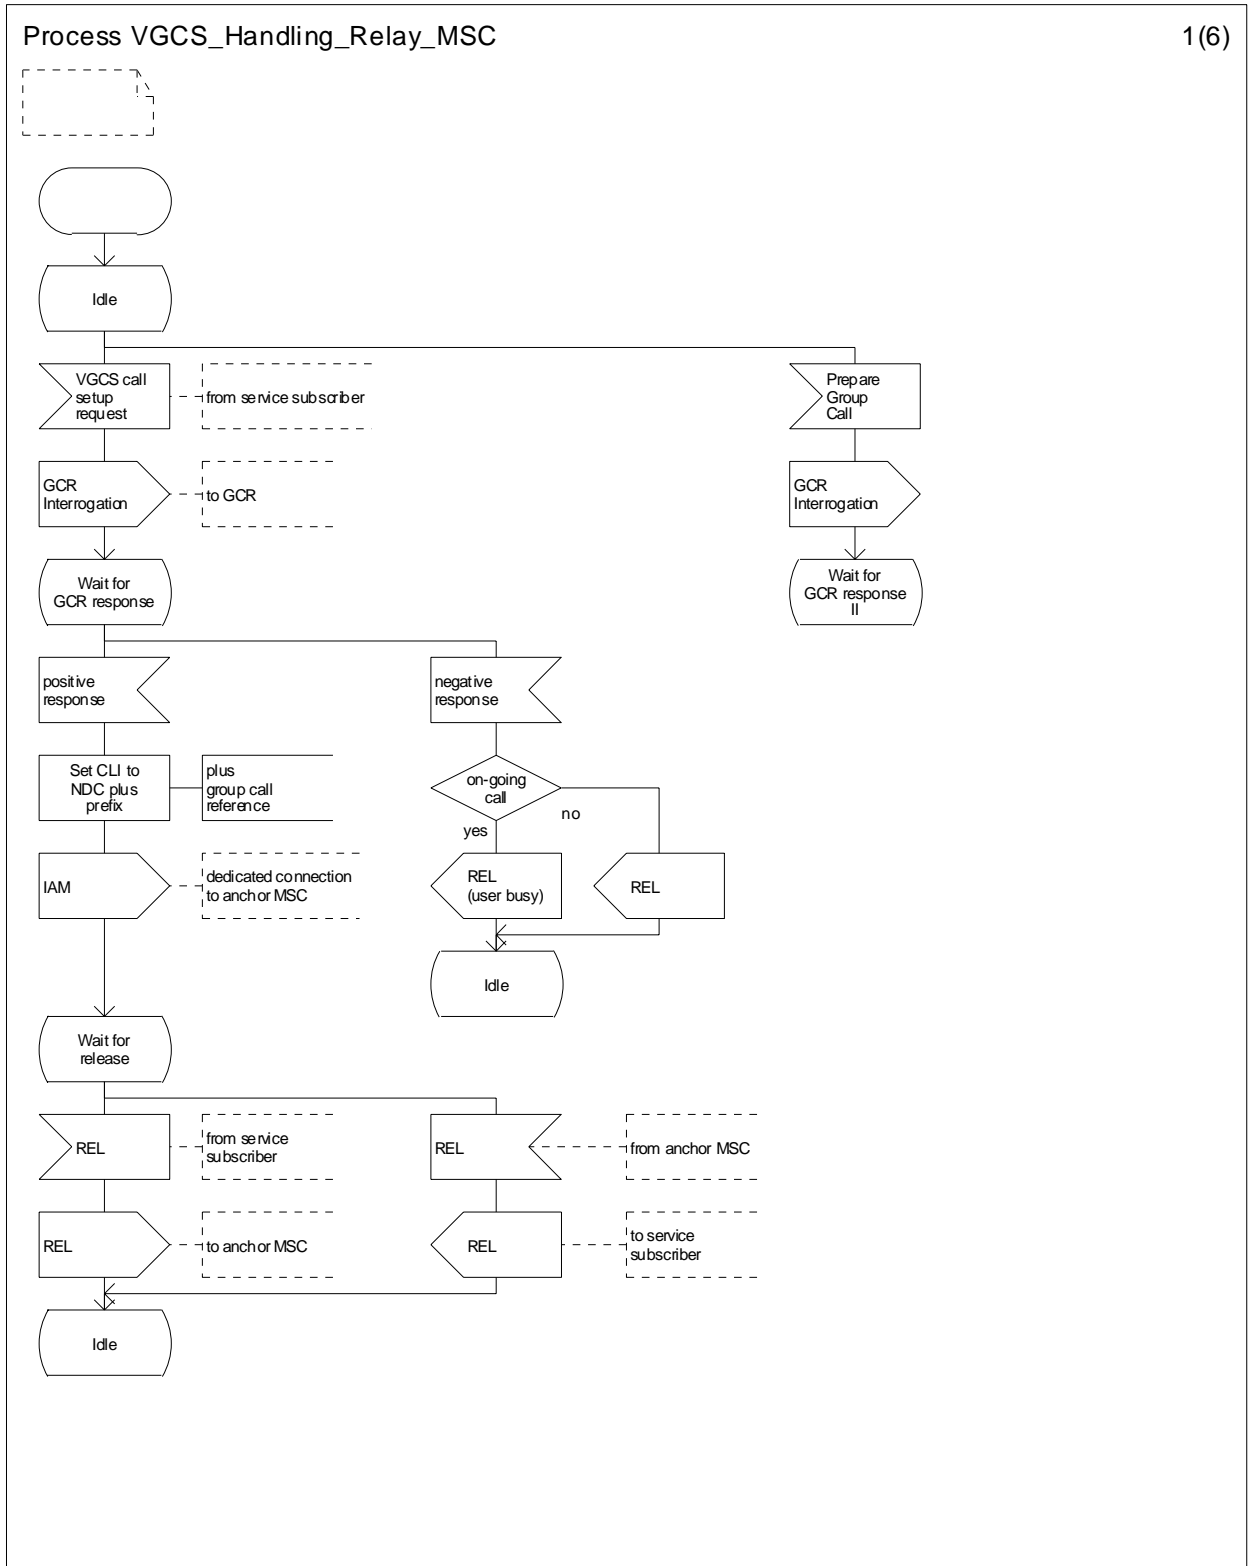 Process VGCS_Handling_Relay_MSC
1(6)
Idle
VGCS call
setup
request
from service subscriber
Prepare
Group
Call
GCR
Interrogation
to GCR
GCR
Interrogation
Wait for
GCR response
Wait for
GCR response
II
positive
response
negative
response
Set CLI to
NDC plus
prefix
plus
group call
reference
on-going
call
no
yes
IAM
dedicated connection
to anchor MSC
REL
(user busy)
REL
Idle
Wait for
release
REL
from service
subscriber
REL
from anchor MSC
REL
to anchor MSC
REL
to service
subscriber
Idle